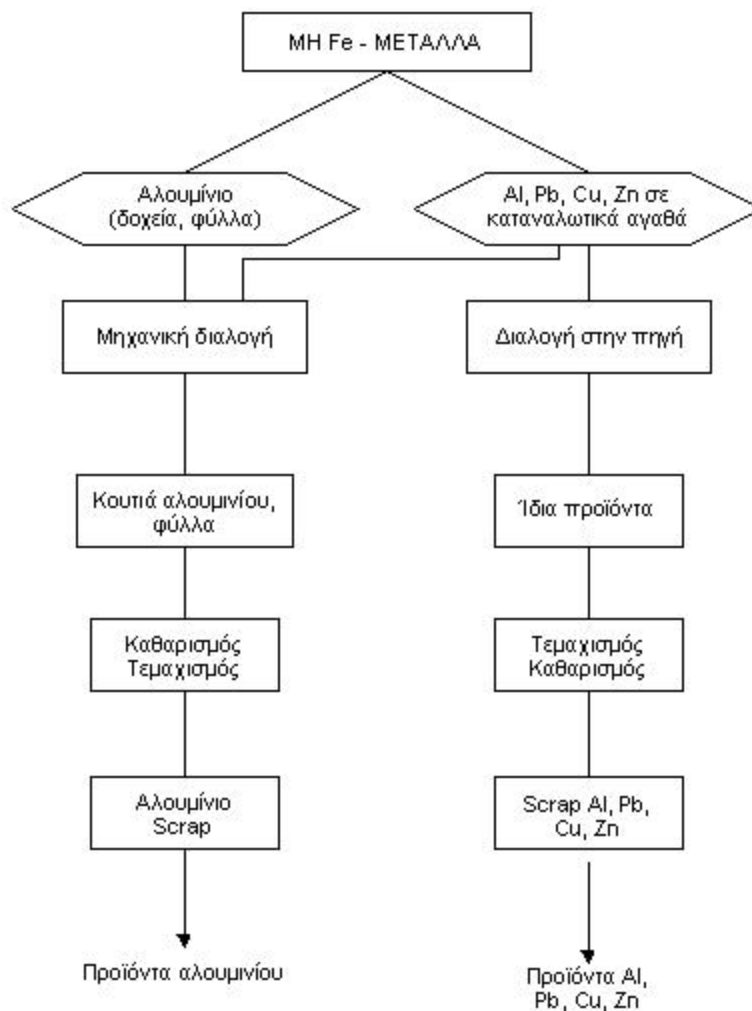 ΜΗ Fe - ΜΕΤΑΛΛΑ
Αλουμίνιο
(δοχεία, φύλλα)
Al, Pb, Cu, Zn σε
καταναλωτικά αγαθά
Μηχανική διαλογή
Διαλογή στην πηγή
Κουτιά αλουμινίου,
φύλλα
Ίδια προϊόντα
Καθαρισμός
Τεμαχισμός
Τεμαχισμός
Καθαρισμός
Αλουμίνιο
Scrap
Scrap Al, Pb,
Cu, Zn
Προϊόντα αλουμινίου
Προϊόντα Al,
Pb, Cu, Zn